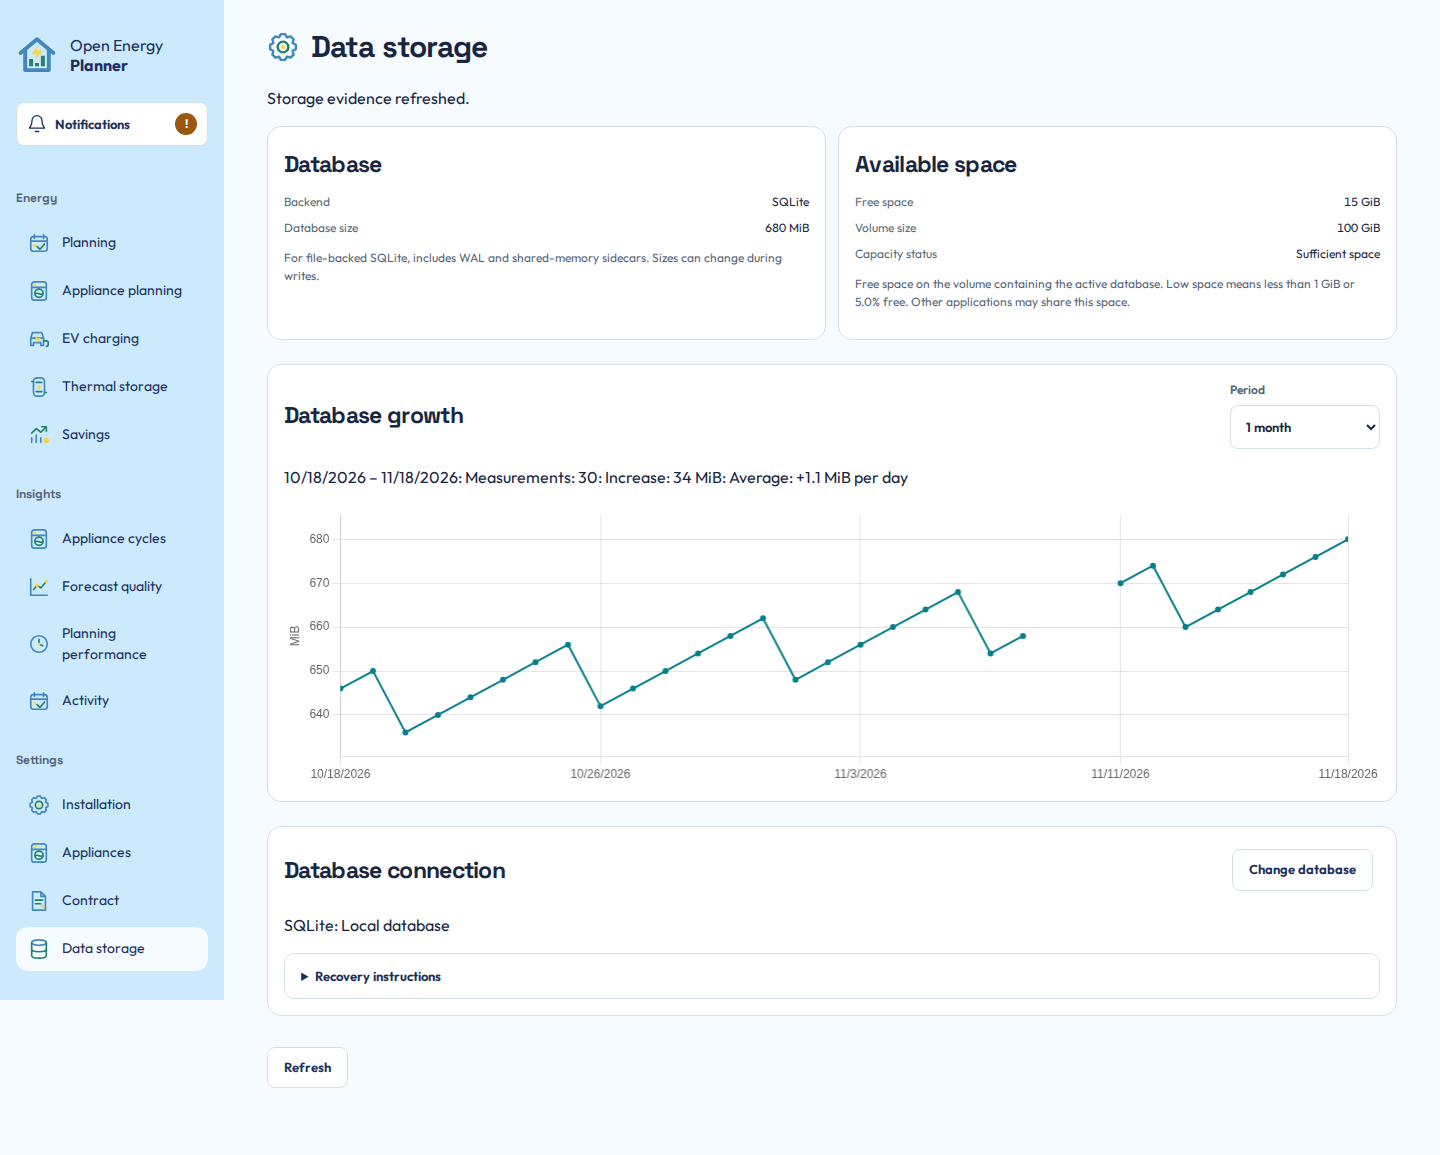 Open Energy
Planner
Notifications
!
Energy
Planning
Appliance planning
EV charging
Thermal storage
Savings
Insights
Appliance cycles
Forecast quality
Planning
performance
Activity
Settings
Installation
Appliances
Contract
Data storage
Data storage
Storage evidence refreshed.
Database
Backend SQLite
Database size 680 MiB
For file-backed SQLite, includes WAL and shared-memory sidecars. Sizes can change during
writes.
Available space
Free space 15 GiB
Volume size 100 GiB
Capacity status Sufficient space
Free space on the volume containing the active database. Low space means less than 1 GiB or
5.0% free. Other applications may share this space.
Database growth
Period
1 month
10/18/2026 – 11/18/2026: Measurements: 30: Increase: 34 MiB: Average: +1.1 MiB per day
MiB
680
670
660
650
640
10/18/2026 10/26/2026 11/3/2026 11/11/2026 11/18/2026
Database connection
Change database
SQLite: Local database
Recovery instructions
Refresh